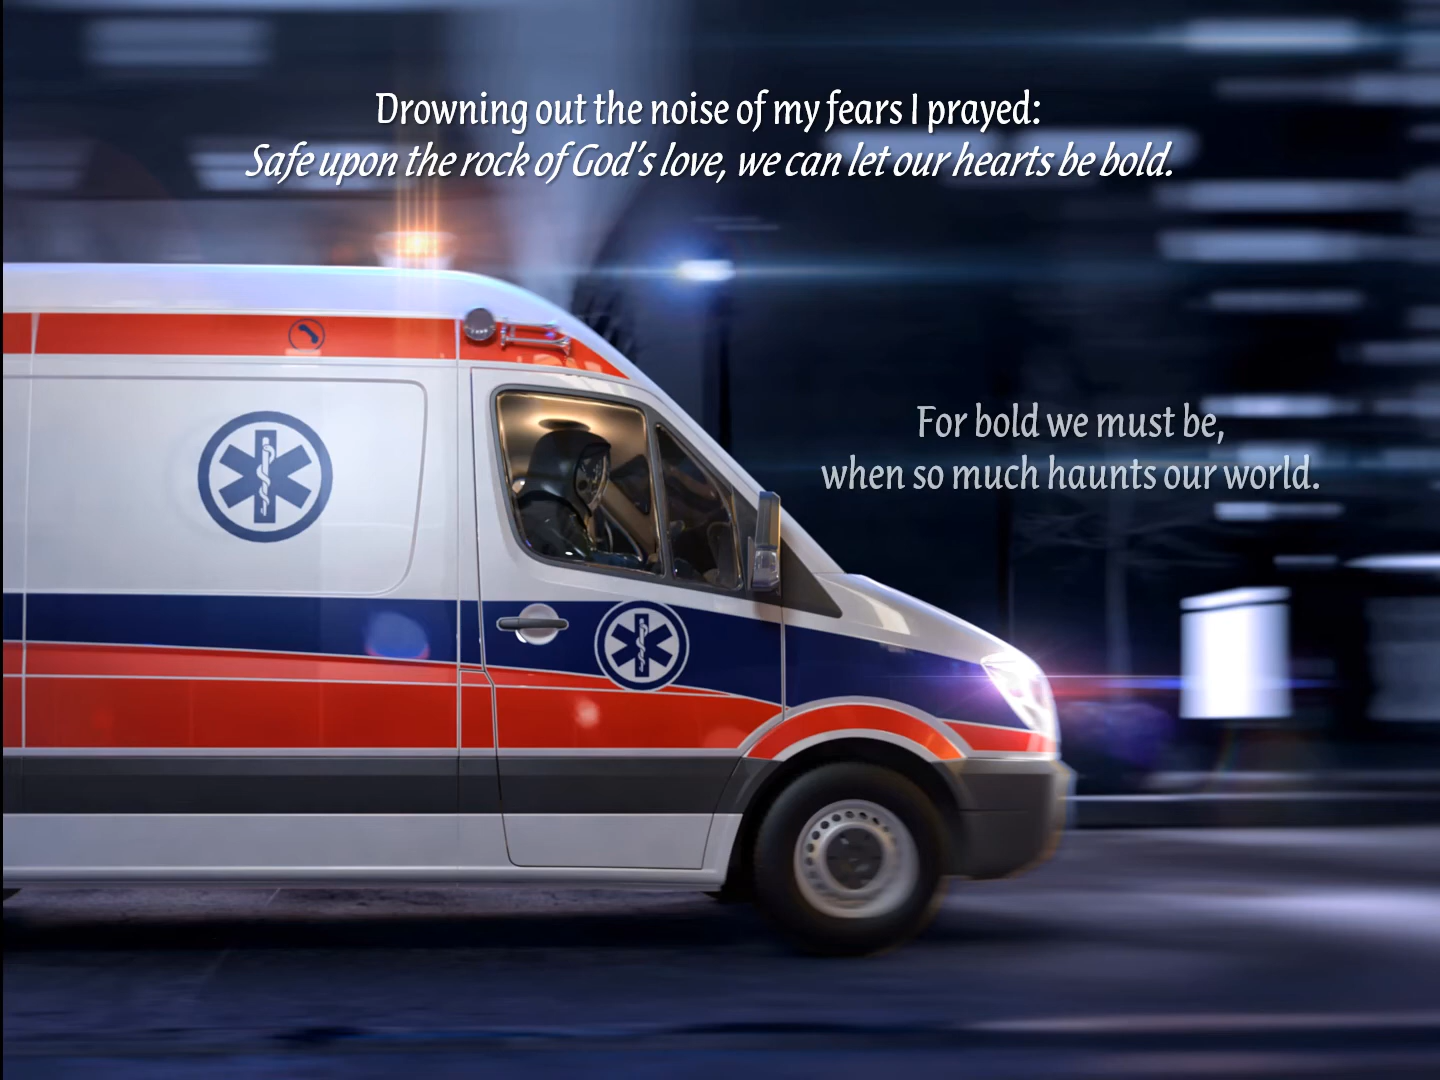 Drowning out the noise of my fears I prayed:
Safe upon the rock of God's love, we can let our hearts be bold.
For bold we must be,
when so much haunts our world.